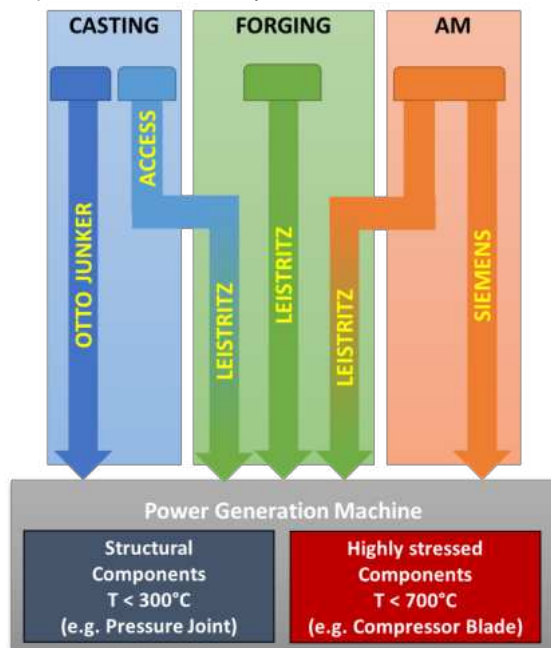 CASTING
FORGING
AM
OTTO JUNKER
ACCESS
LEISTRITZ
LEISTRITZ
LEISTRITZ
SIEMENS
Power Generation Machine
Structural
Components
T < 300°C
(e.g. Pressure Joint)
Highly stressed
Components
T < 700°C
(e.g. Compressor Blade)